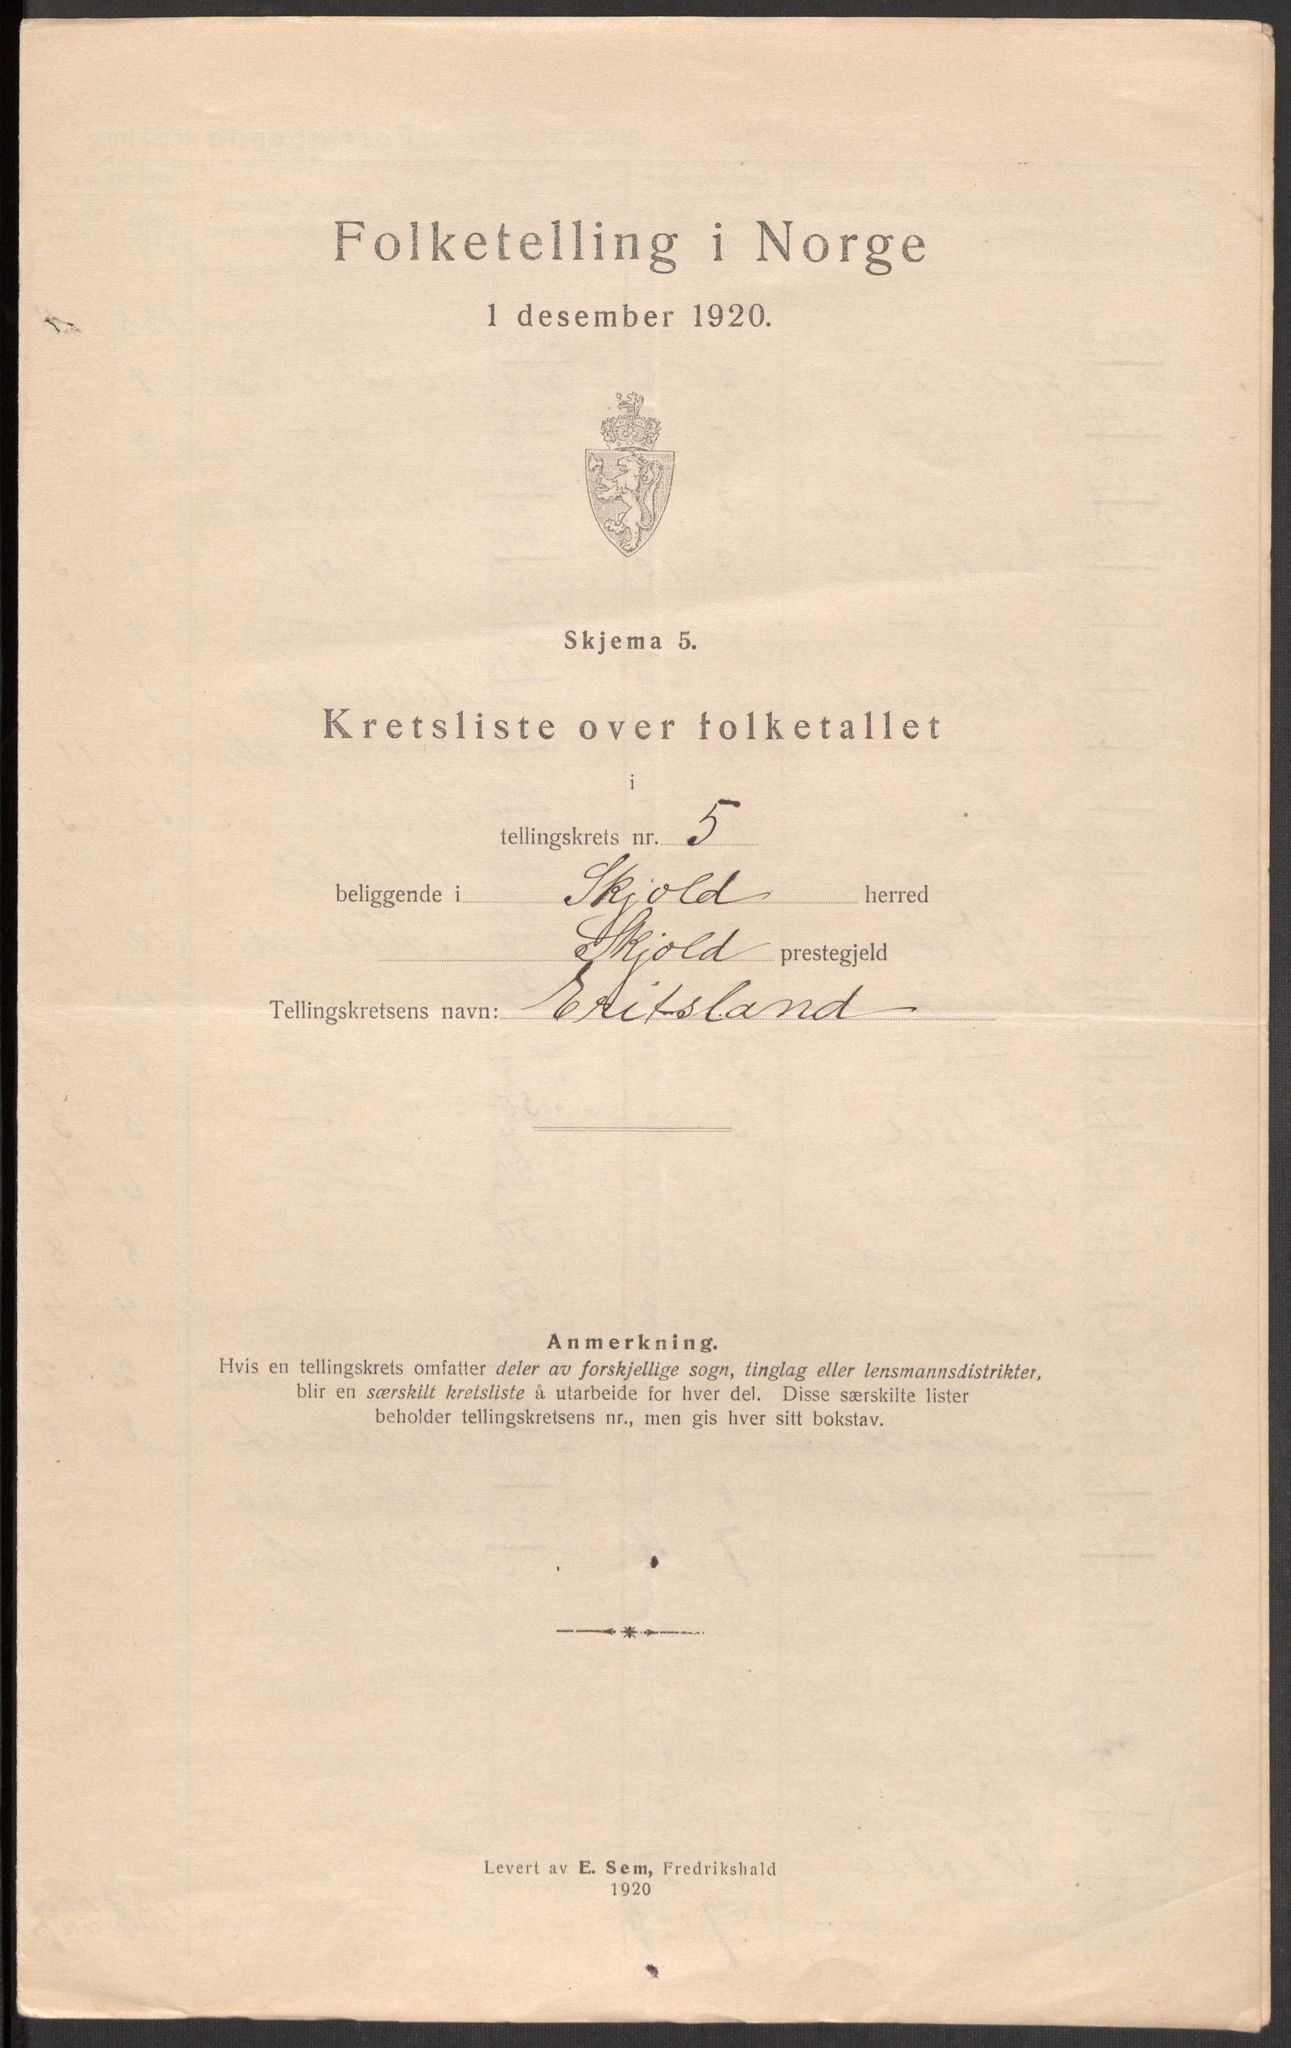 Folketelling i Norge
1 desember 1920.
Skjema 5.
Kretsliste over folketallet
i
tellingskrets nr. 5
beliggende i Skjold herred
Skjold prestegjeld
Tellingskretsens navn: Eritsland
Anmerkning.
Hvis en tellingskrets omfatter deler av forskjellige sogn, tinglag eller lensmannsdistrikter,
blir en særskilt kretsliste å utarbeide for hver del. Disse særskilte lister
beholder tellingskretsens nr., men gis hver sitt bokstav.
Levert av E. Sem, Fredrikshald
1920